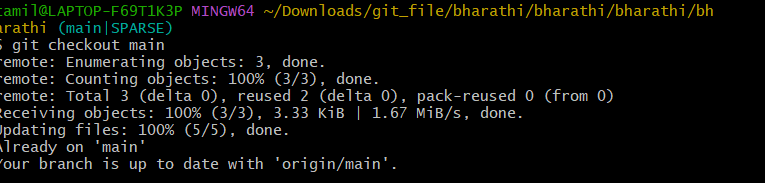 tamil@LAPTOP-F69T1K3P MINGW64 ~/Downloads/git_file/bharathi/bharathi/bharathi/bh
arathi (main|SPARSE)
$ git checkout main
remote: Enumerating objects: 3, done.
remote: Counting objects: 100% (3/3), done.
remote: Total 3 (delta 0), reused 2 (delta 0), pack-reused 0 (from 0)
Receiving objects: 100% (3/3), 3.33 KiB | 1.67 MiB/s, done.
Updating files: 100% (5/5), done.
Already on 'main'
Your branch is up to date with 'origin/main'.